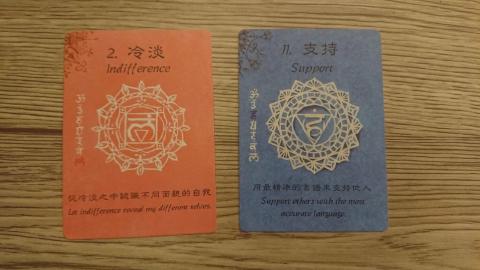 2. 冷淡
Indifference
從冷淡之中認識不同面貌的自我
Let indifference reveal my different selves.
11. 支持
Support
用最精準的言語來支持他人
Support others with the most
accurate language.